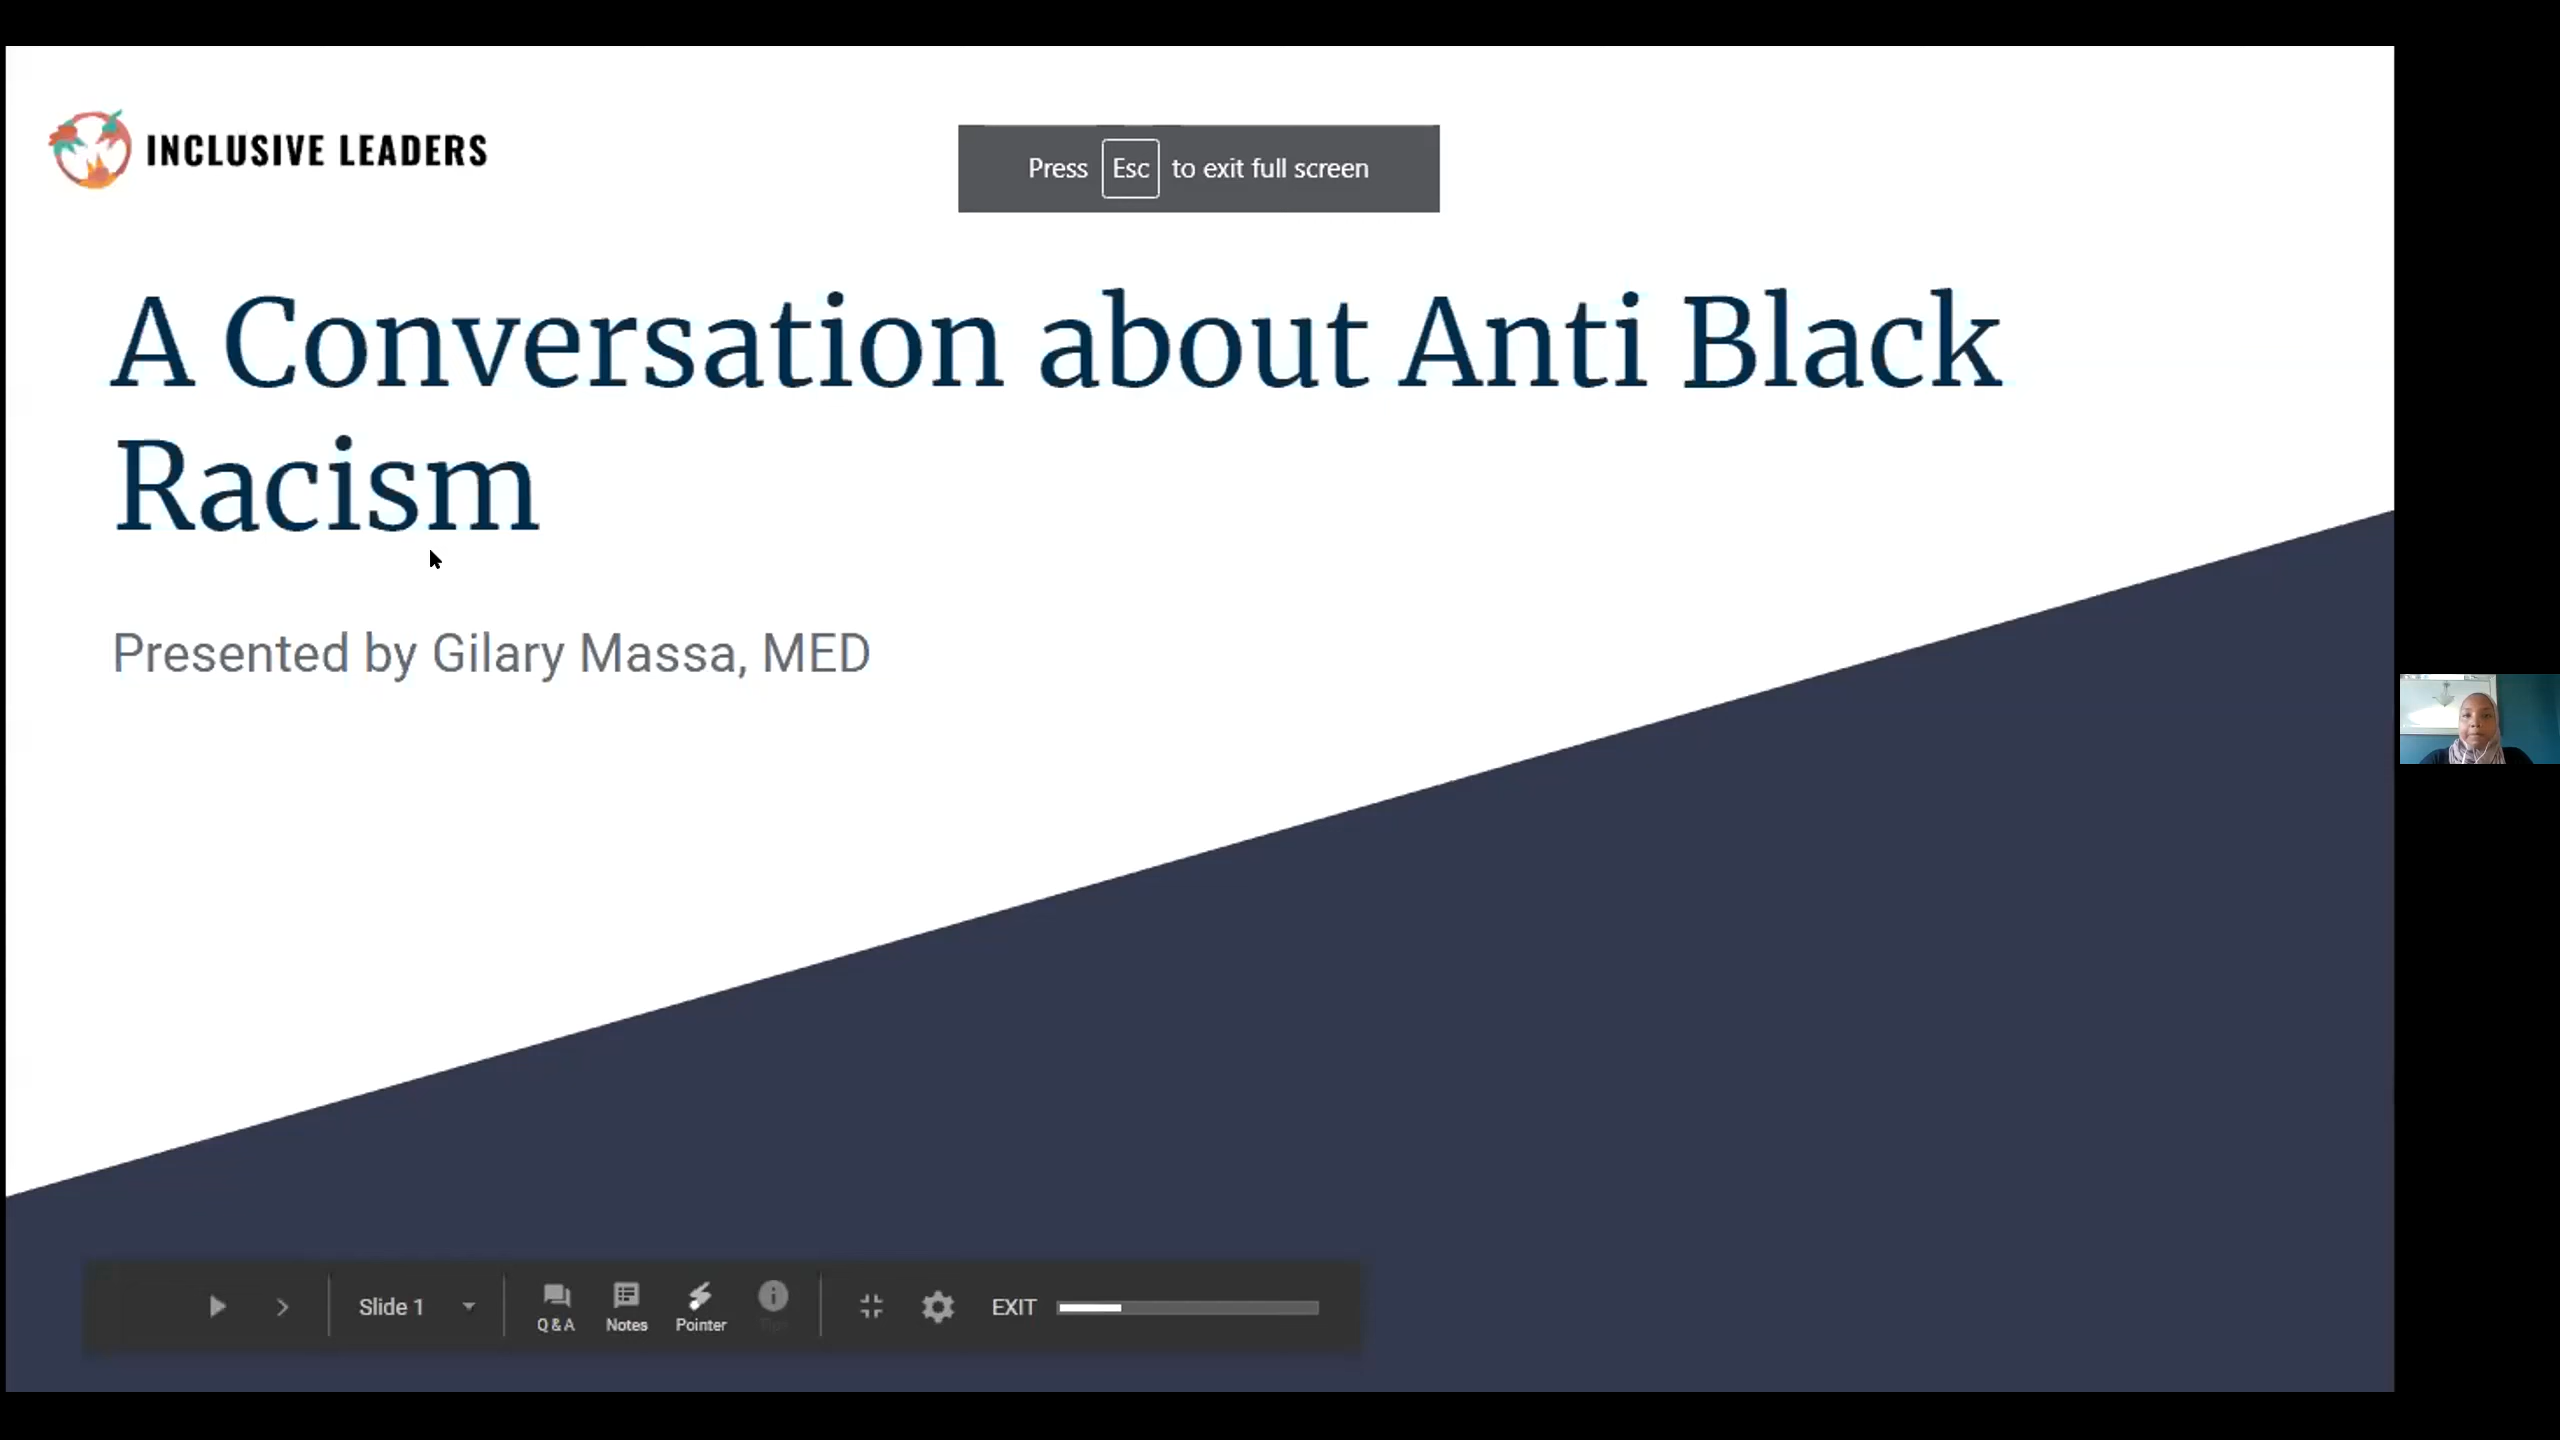 INCLUSIVE LEADERS
Press Esc to exit full screen
A Conversation about Anti Black
Racism
Presented by Gilary Massa, MED
Slide 1
Q & A
Notes
Pointer
EXIT